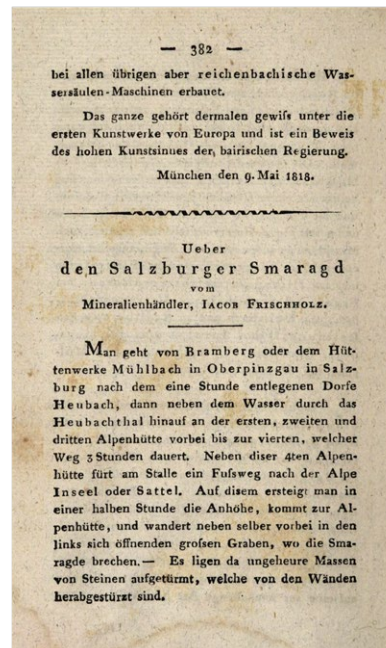 — 382 —
bei allen übrigen aber reichenbachische Was-
sersäulen-Maschinen erbauet.
Das ganze gehört dermalen gewiſs unter die
ersten Kunstwerke von Europa und ist ein Beweis
des hohen Kunstsinnes der bairischen Regierung.
München den 9. Mai 1818.
Ueber
den Salzburger Smaragd
vom
Mineralienhändler, IACOB FRISCHHOLZ.
Man geht von Bramberg oder dem Hüt-
tenwerke Mühlbach in Oberpinzgau in Salz-
burg nach dem eine Stunde entlegenen Dorfe
Heubach, dann neben dem Wasser durch das
Heubachthal hinauf an der ersten, zweiten und
dritten Alpenhütte vorbei bis zur vierten, welcher
Weg 3 Stunden dauert. Neben diser 4ten Alpen-
hütte fürt am Stalle ein Fuſsweg nach der Alpe
Inseel oder Sattel. Auf disem ersteigt man in
einer halben Stunde die Anhöhe, kommt zur Al-
penhütte, und wandert neben selber vorbei in den
links sich öffnenden groſsen Graben, wo die Sma-
ragde brechen. — Es ligen da ungeheure Massen
von Steinen aufgetürmt, welche von den Wänden
herabgestürzt sind.